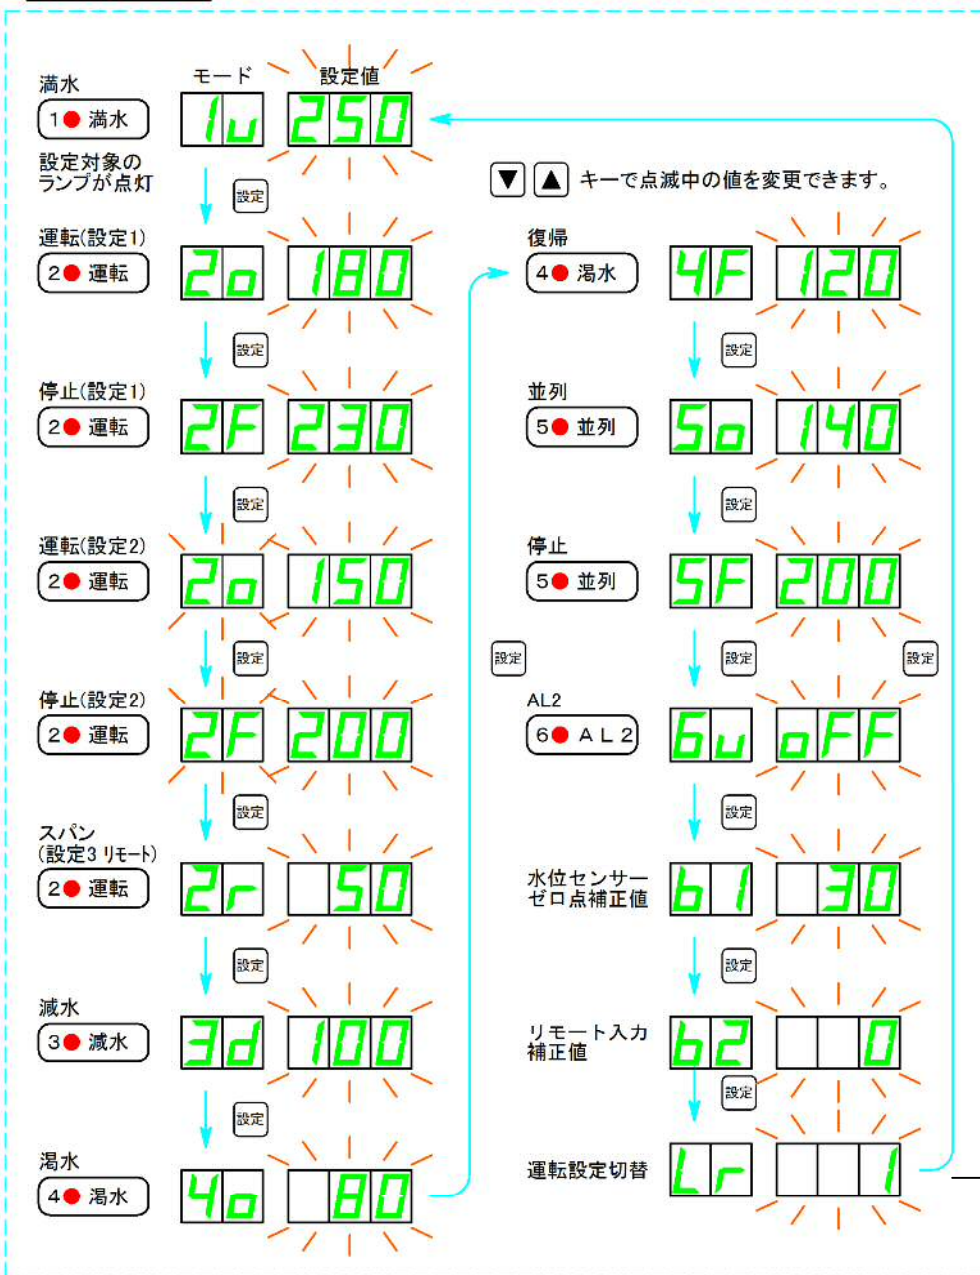 満水
モード
設定値
1 満水
1u 250
設定対象の
ランプが点灯
設定
運転(設定1)
2 運転
2o 180
設定
停止(設定1)
2 運転
2F 230
設定
運転(設定2)
2 運転
2o 150
設定
停止(設定2)
2 運転
2F 200
設定
スパン
(設定3 リモート)
2 運転
2r 50
設定
減水
3 減水
3d 100
設定
渇水
4 渇水
4o 80
設定
▼ ▲ キーで点滅中の値を変更できます。
復帰
4 渇水
4F 120
設定
並列
5 並列
5o 140
設定
停止
5 並列
5F 200
設定
設定
AL2
6 AL2
6u oFF
設定
水位センサー
ゼロ点補正値
b1 30
設定
リモート入力
補正値
b2 0
設定
運転設定切替
Lr 1